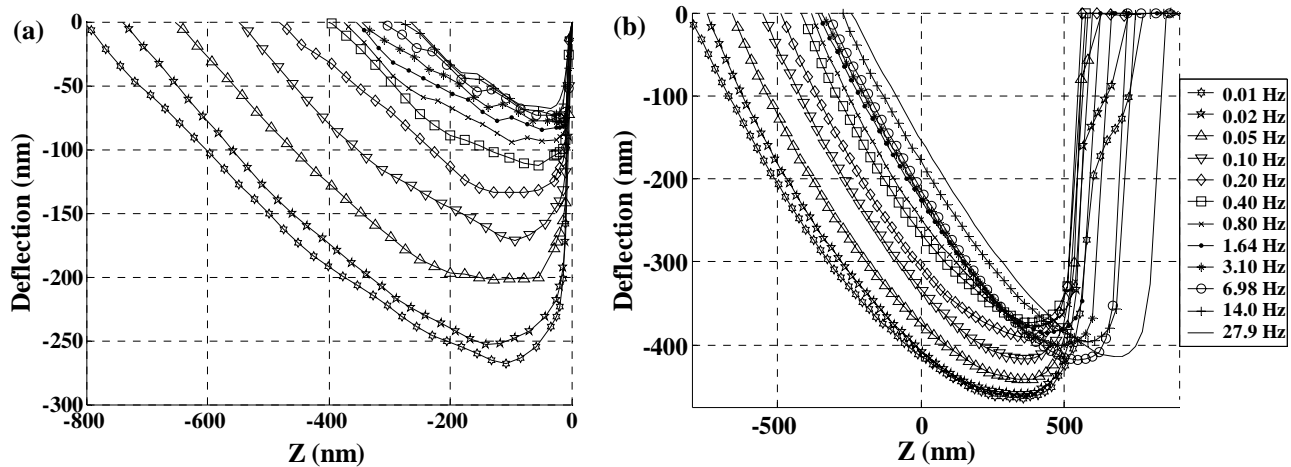 (a)
0
-50
-100
-150
-200
-250
-300
Deflection (nm)
-800 -600 -400 -200 0
Z (nm)
(b)
0
-100
-200
-300
-400
Deflection (nm)
-500 0 500
Z (nm)
0.01 Hz
0.02 Hz
0.05 Hz
0.10 Hz
0.20 Hz
0.40 Hz
0.80 Hz
1.64 Hz
3.10 Hz
6.98 Hz
14.0 Hz
27.9 Hz